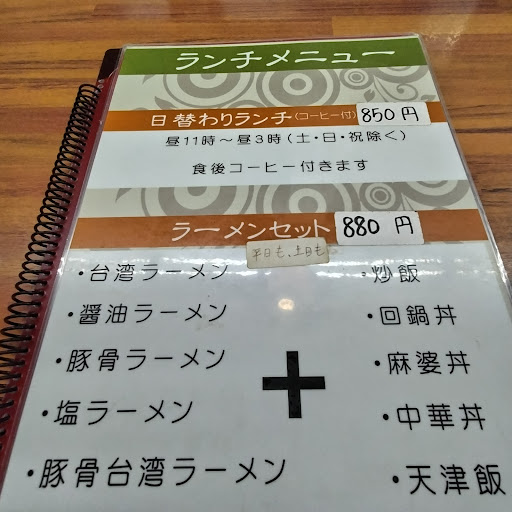 ランチメニュー
日替わりランチ(コーヒー付) 850円
昼11時～昼3時(土・日・祝除く)
食後コーヒー付きます
ラーメンセット 880 円
平日も、土日も
・台湾ラーメン
・醤油ラーメン
・豚骨ラーメン
・塩ラーメン
・豚骨台湾ラーメン
+
・炒飯
・回鍋丼
・麻婆丼
・中華丼
・天津飯